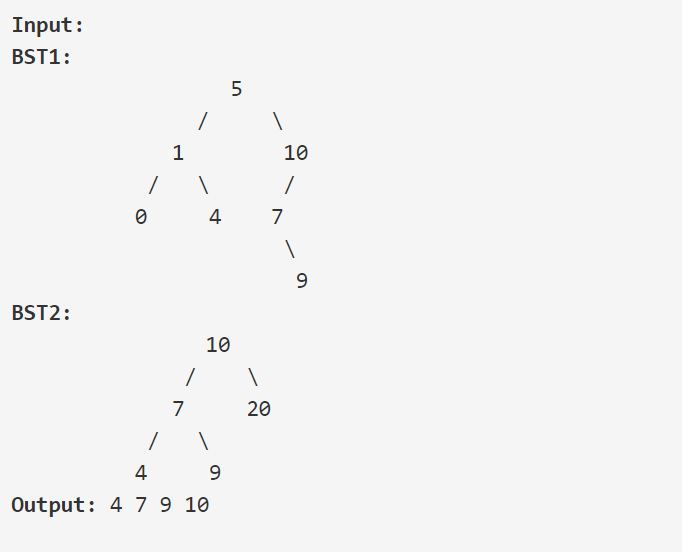 Input:
BST1:
5
/ \
1 10
/ \ /
0 4 7
\
9
BST2:
10
/ \
7 20
/ \
4 9
Output: 4 7 9 10